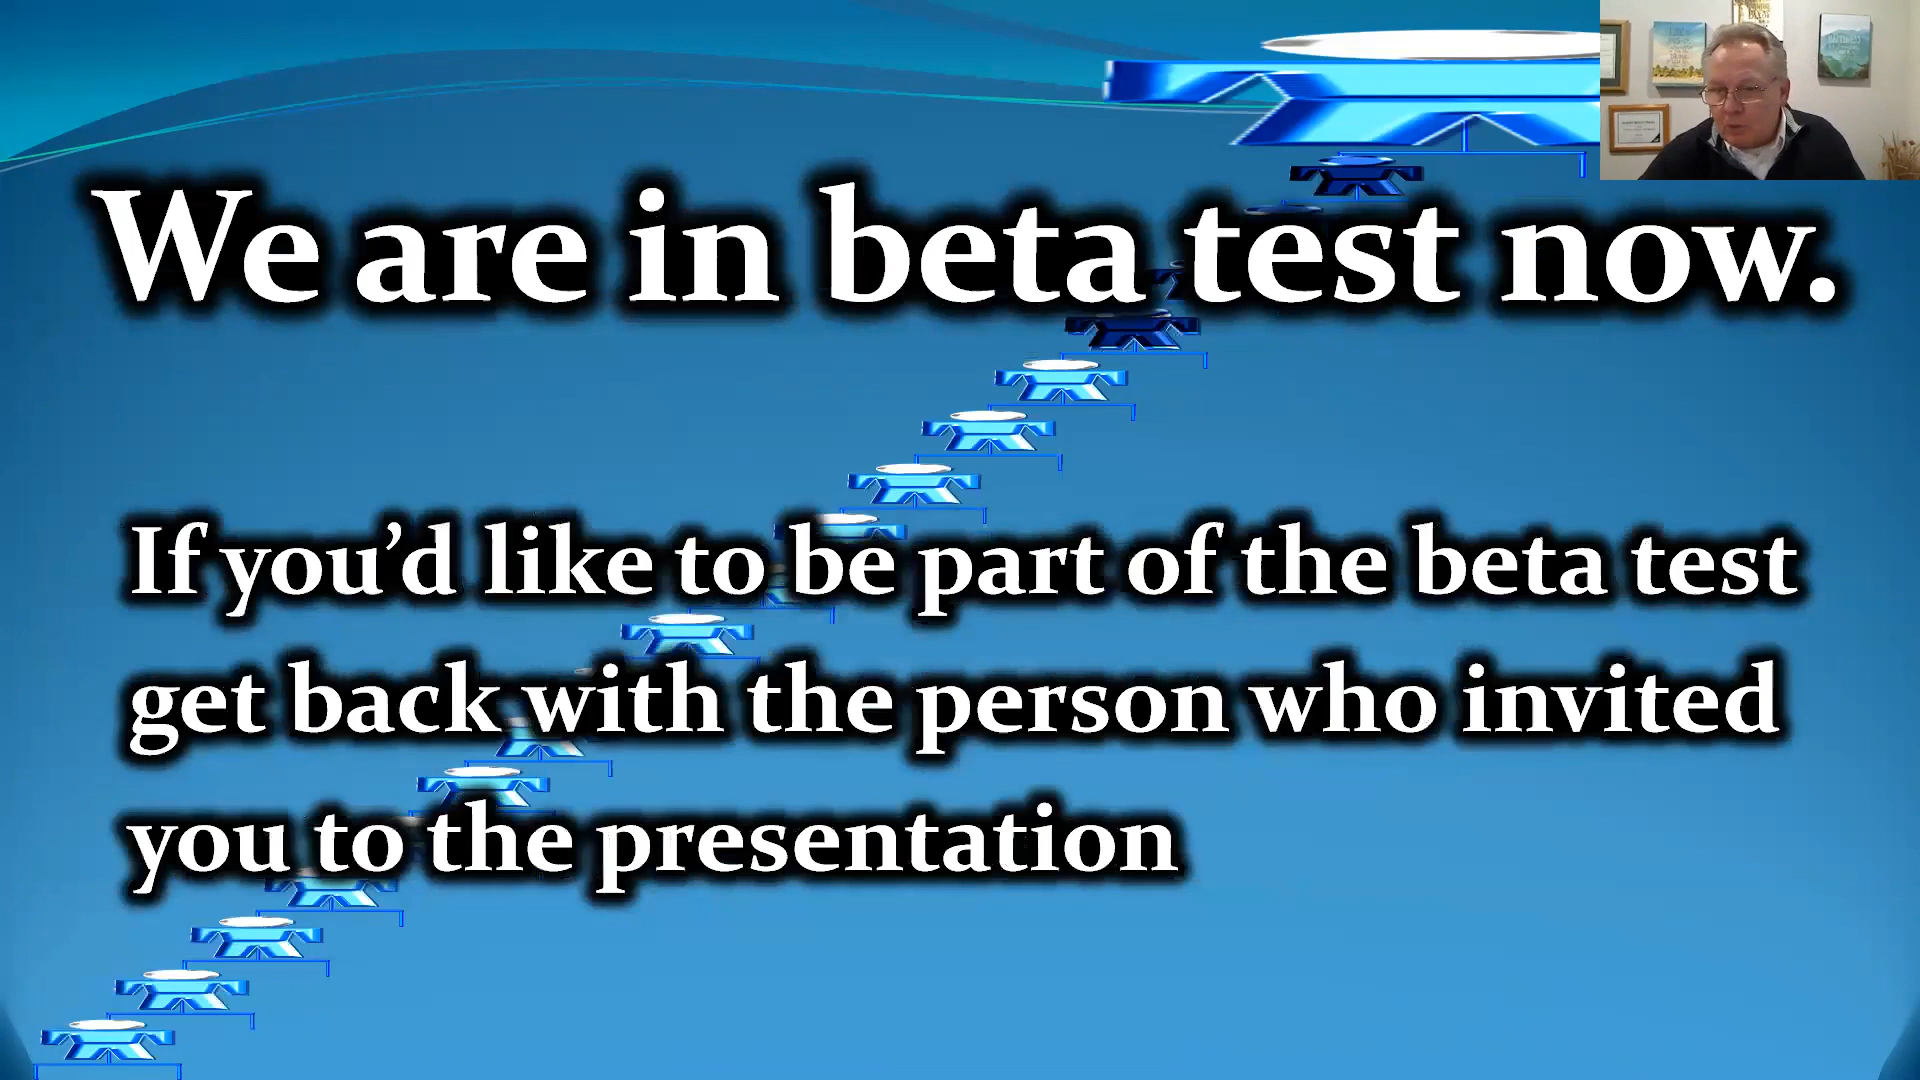 We are in beta test now.
If you’d like to be part of the beta test
get back with the person who invited
you to the presentation